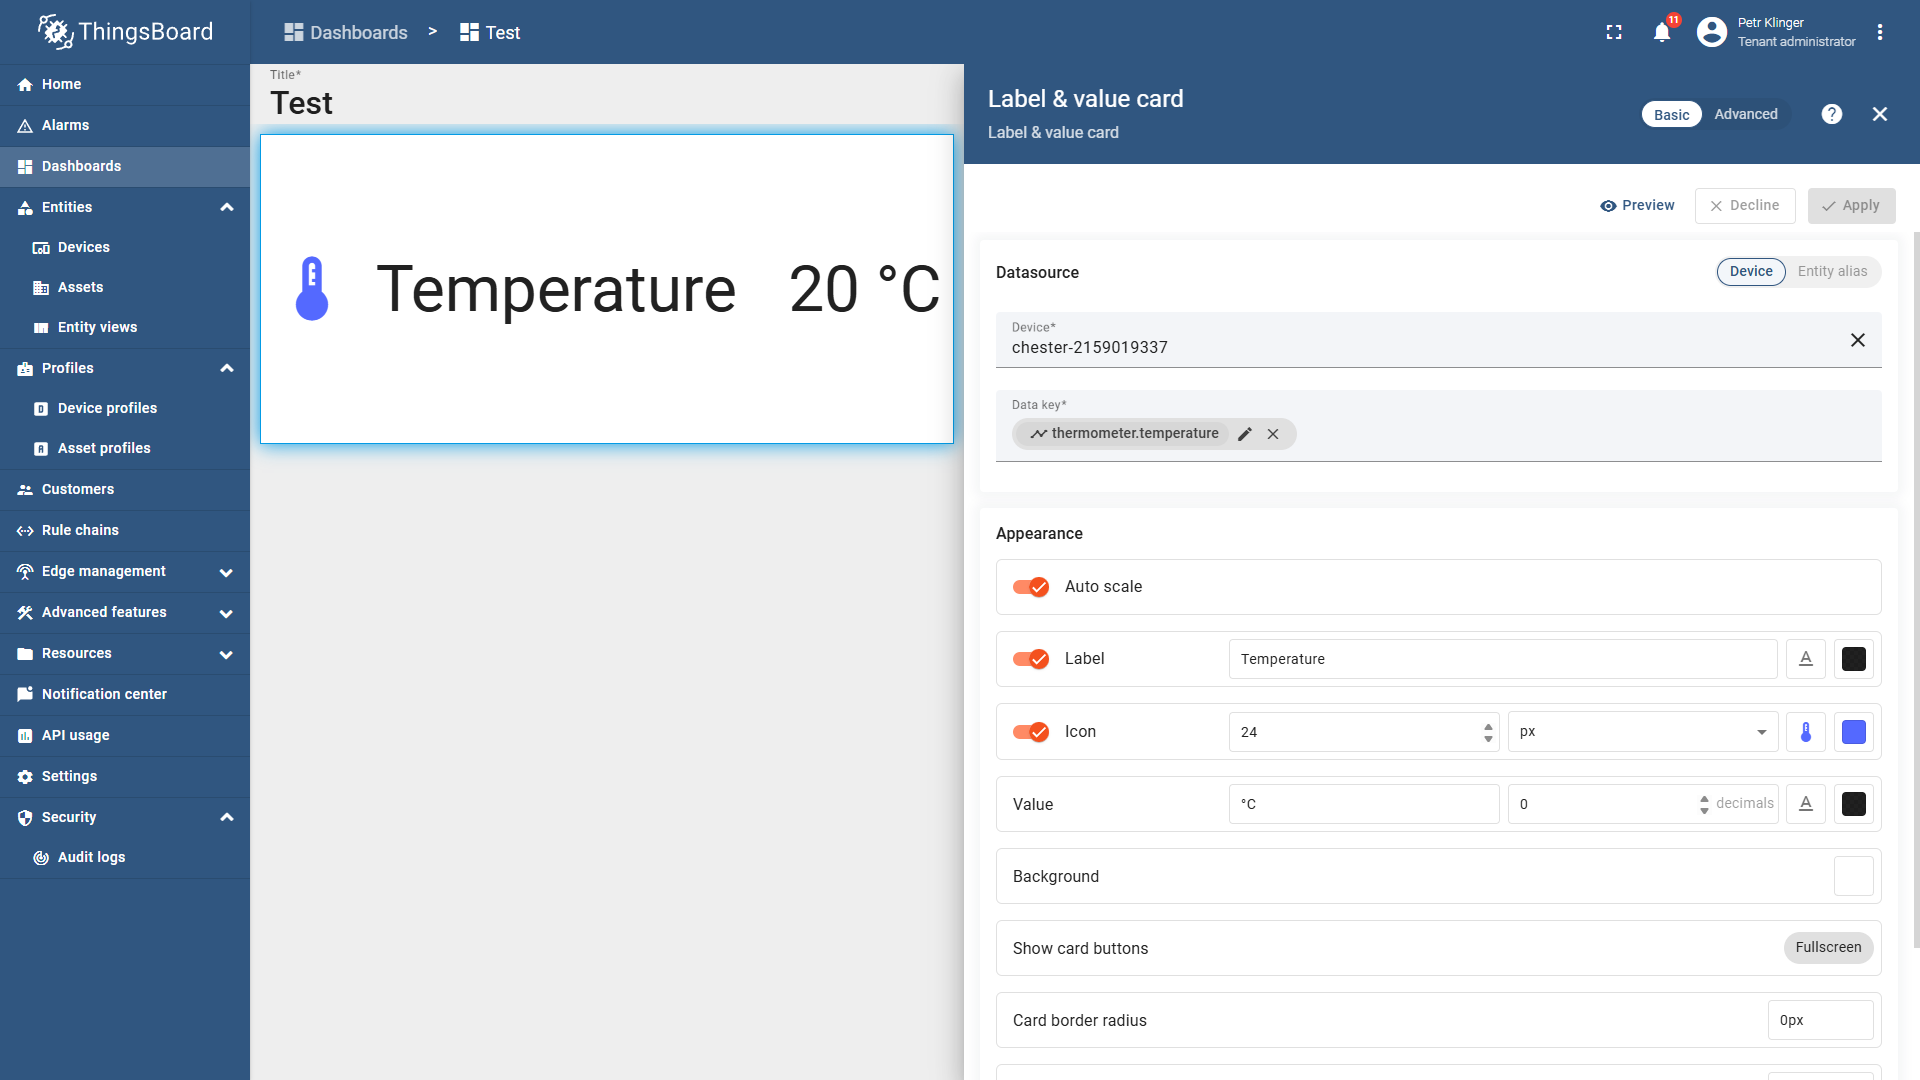 ThingsBoard
Dashboards > Test
11
Petr Klinger
Tenant administrator
Home
Alarms
Dashboards
Entities
Devices
Assets
Entity views
Profiles
Device profiles
Asset profiles
Customers
Rule chains
Edge management
Advanced features
Resources
Notification center
API usage
Settings
Security
Audit logs
Title*
Test
Temperature 20 °C
Label & value card
Label & value card
Basic Advanced
Preview Decline Apply
Datasource
Device Entity alias
Device*
chester-2159019337
Data key*
thermometer.temperature
Appearance
Auto scale
Label Temperature
Icon 24 px
Value °C 0 decimals
Background
Show card buttons Fullscreen
Card border radius 0px